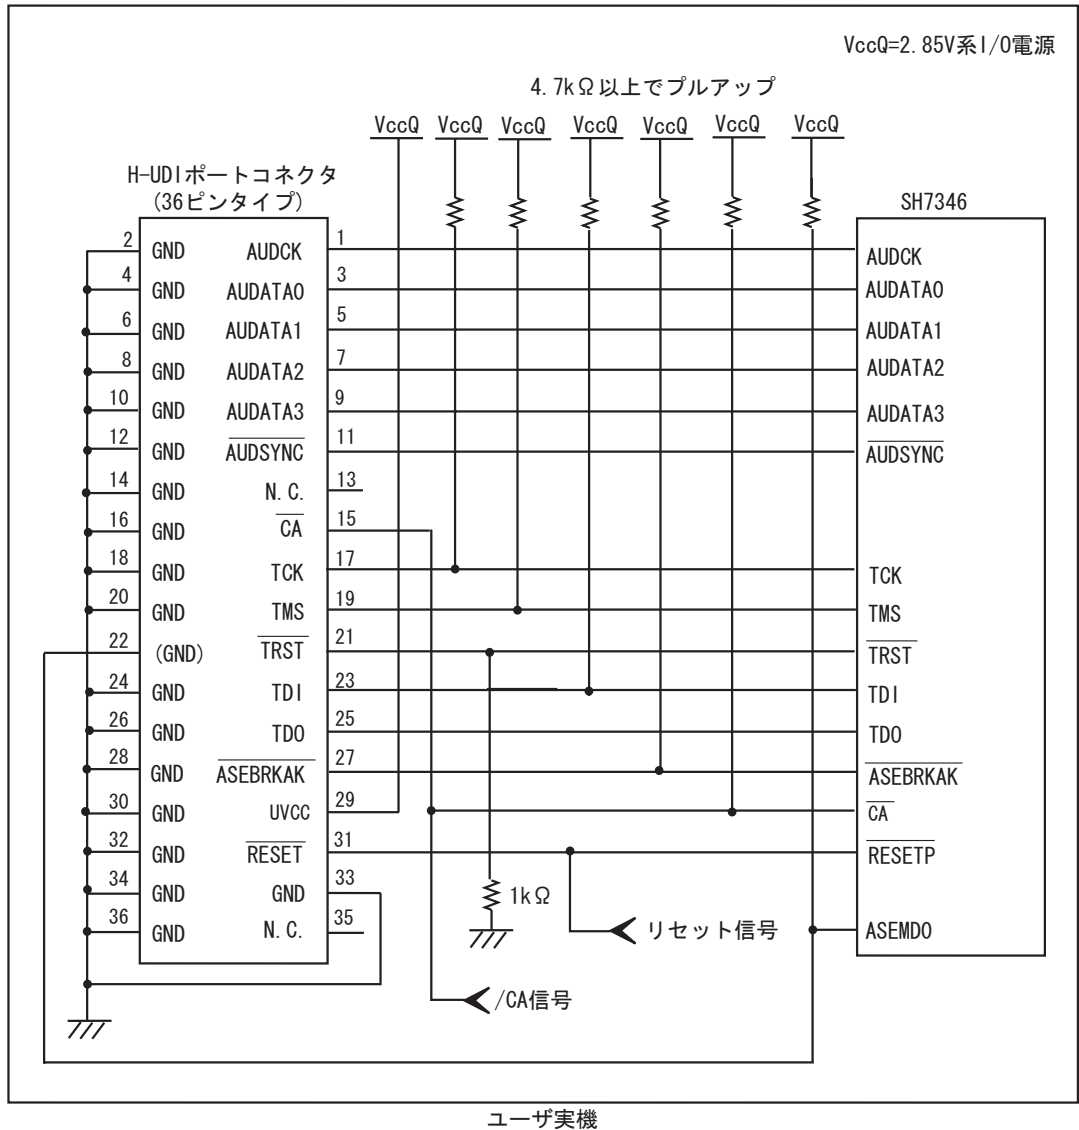 VccQ=2.85V系I/O電源
4.7kΩ以上でプルアップ
VccQ VccQ VccQ VccQ VccQ VccQ VccQ
H-UDIポートコネクタ
(36ピンタイプ)
SH7346
2 GND AUDCK 1 AUDCK
4 GND AUDATA0 3 AUDATA0
6 GND AUDATA1 5 AUDATA1
8 GND AUDATA2 7 AUDATA2
10 GND AUDATA3 9 AUDATA3
12 GND AUDSYNC 11 AUDSYNC
14 GND N.C. 13
16 GND CA 15
18 GND TCK 17 TCK
20 GND TMS 19 TMS
22 (GND) TRST 21 TRST
24 GND TDI 23 TDI
26 GND TDO 25 TDO
28 GND ASEBRKAK 27 ASEBRKAK
30 GND UVCC 29 CA
32 GND RESET 31 RESETP
34 GND GND 33 1kΩ
36 GND N.C. 35 リセット信号 ASEMD0
/CA信号
ユーザ実機